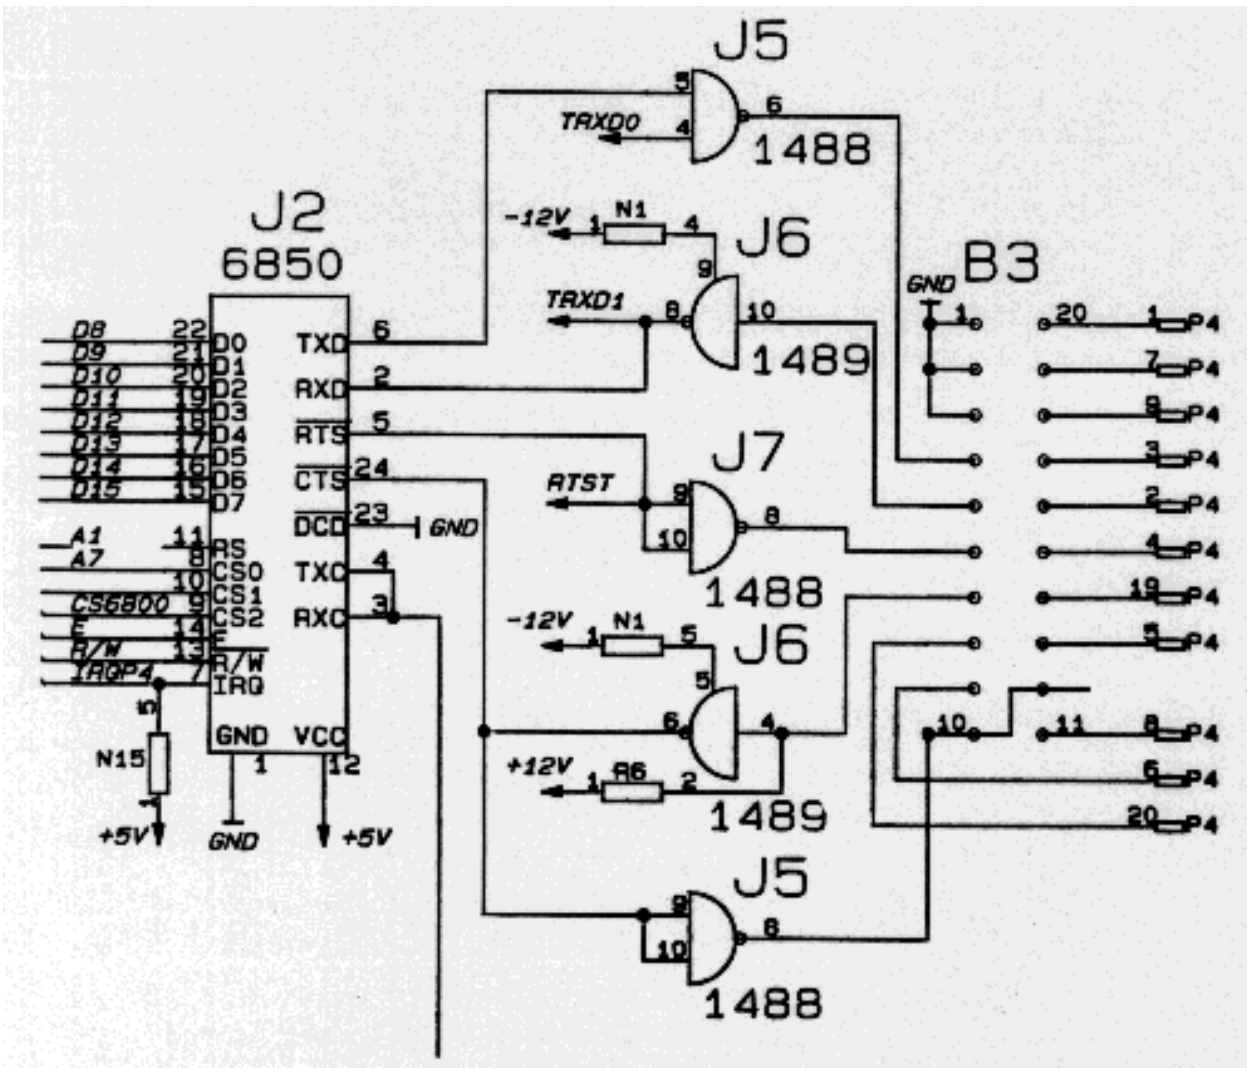 J5
5
6
TRXD0 4
1488
J2
6850
-12V 1 N1 4
J6
9
TRXD1 8 10
1489
B3
GND
1 20 1 P4
7 P4
9 P4
3 P4
2 P4
4 P4
19 P4
5 P4
10 11 8 P4
6 P4
20 P4
D8 22 D0 TXD 6
D9 21 D1
D10 20 D2 RXD 2
D11 19 D3
D12 18 D4 RTS 5
D13 17 D5
D14 16 D6 CTS 24
D15 15 D7
DCD 23 GND
A1 11 RS
A7 8 CS0 TXC 4
10 CS1
CS6800 9 CS2 RXC 3
E 14 E
R/W 13 R/W
IRQP4 7 IRQ
GND VCC
1 12
5
N15
1
+5V
GND
+5V
J7
RTST 9
10
8
1488
-12V 1 N1 5
J6
5
6 4
+12V 1 R6 2
1489
J5
9
10
8
1488